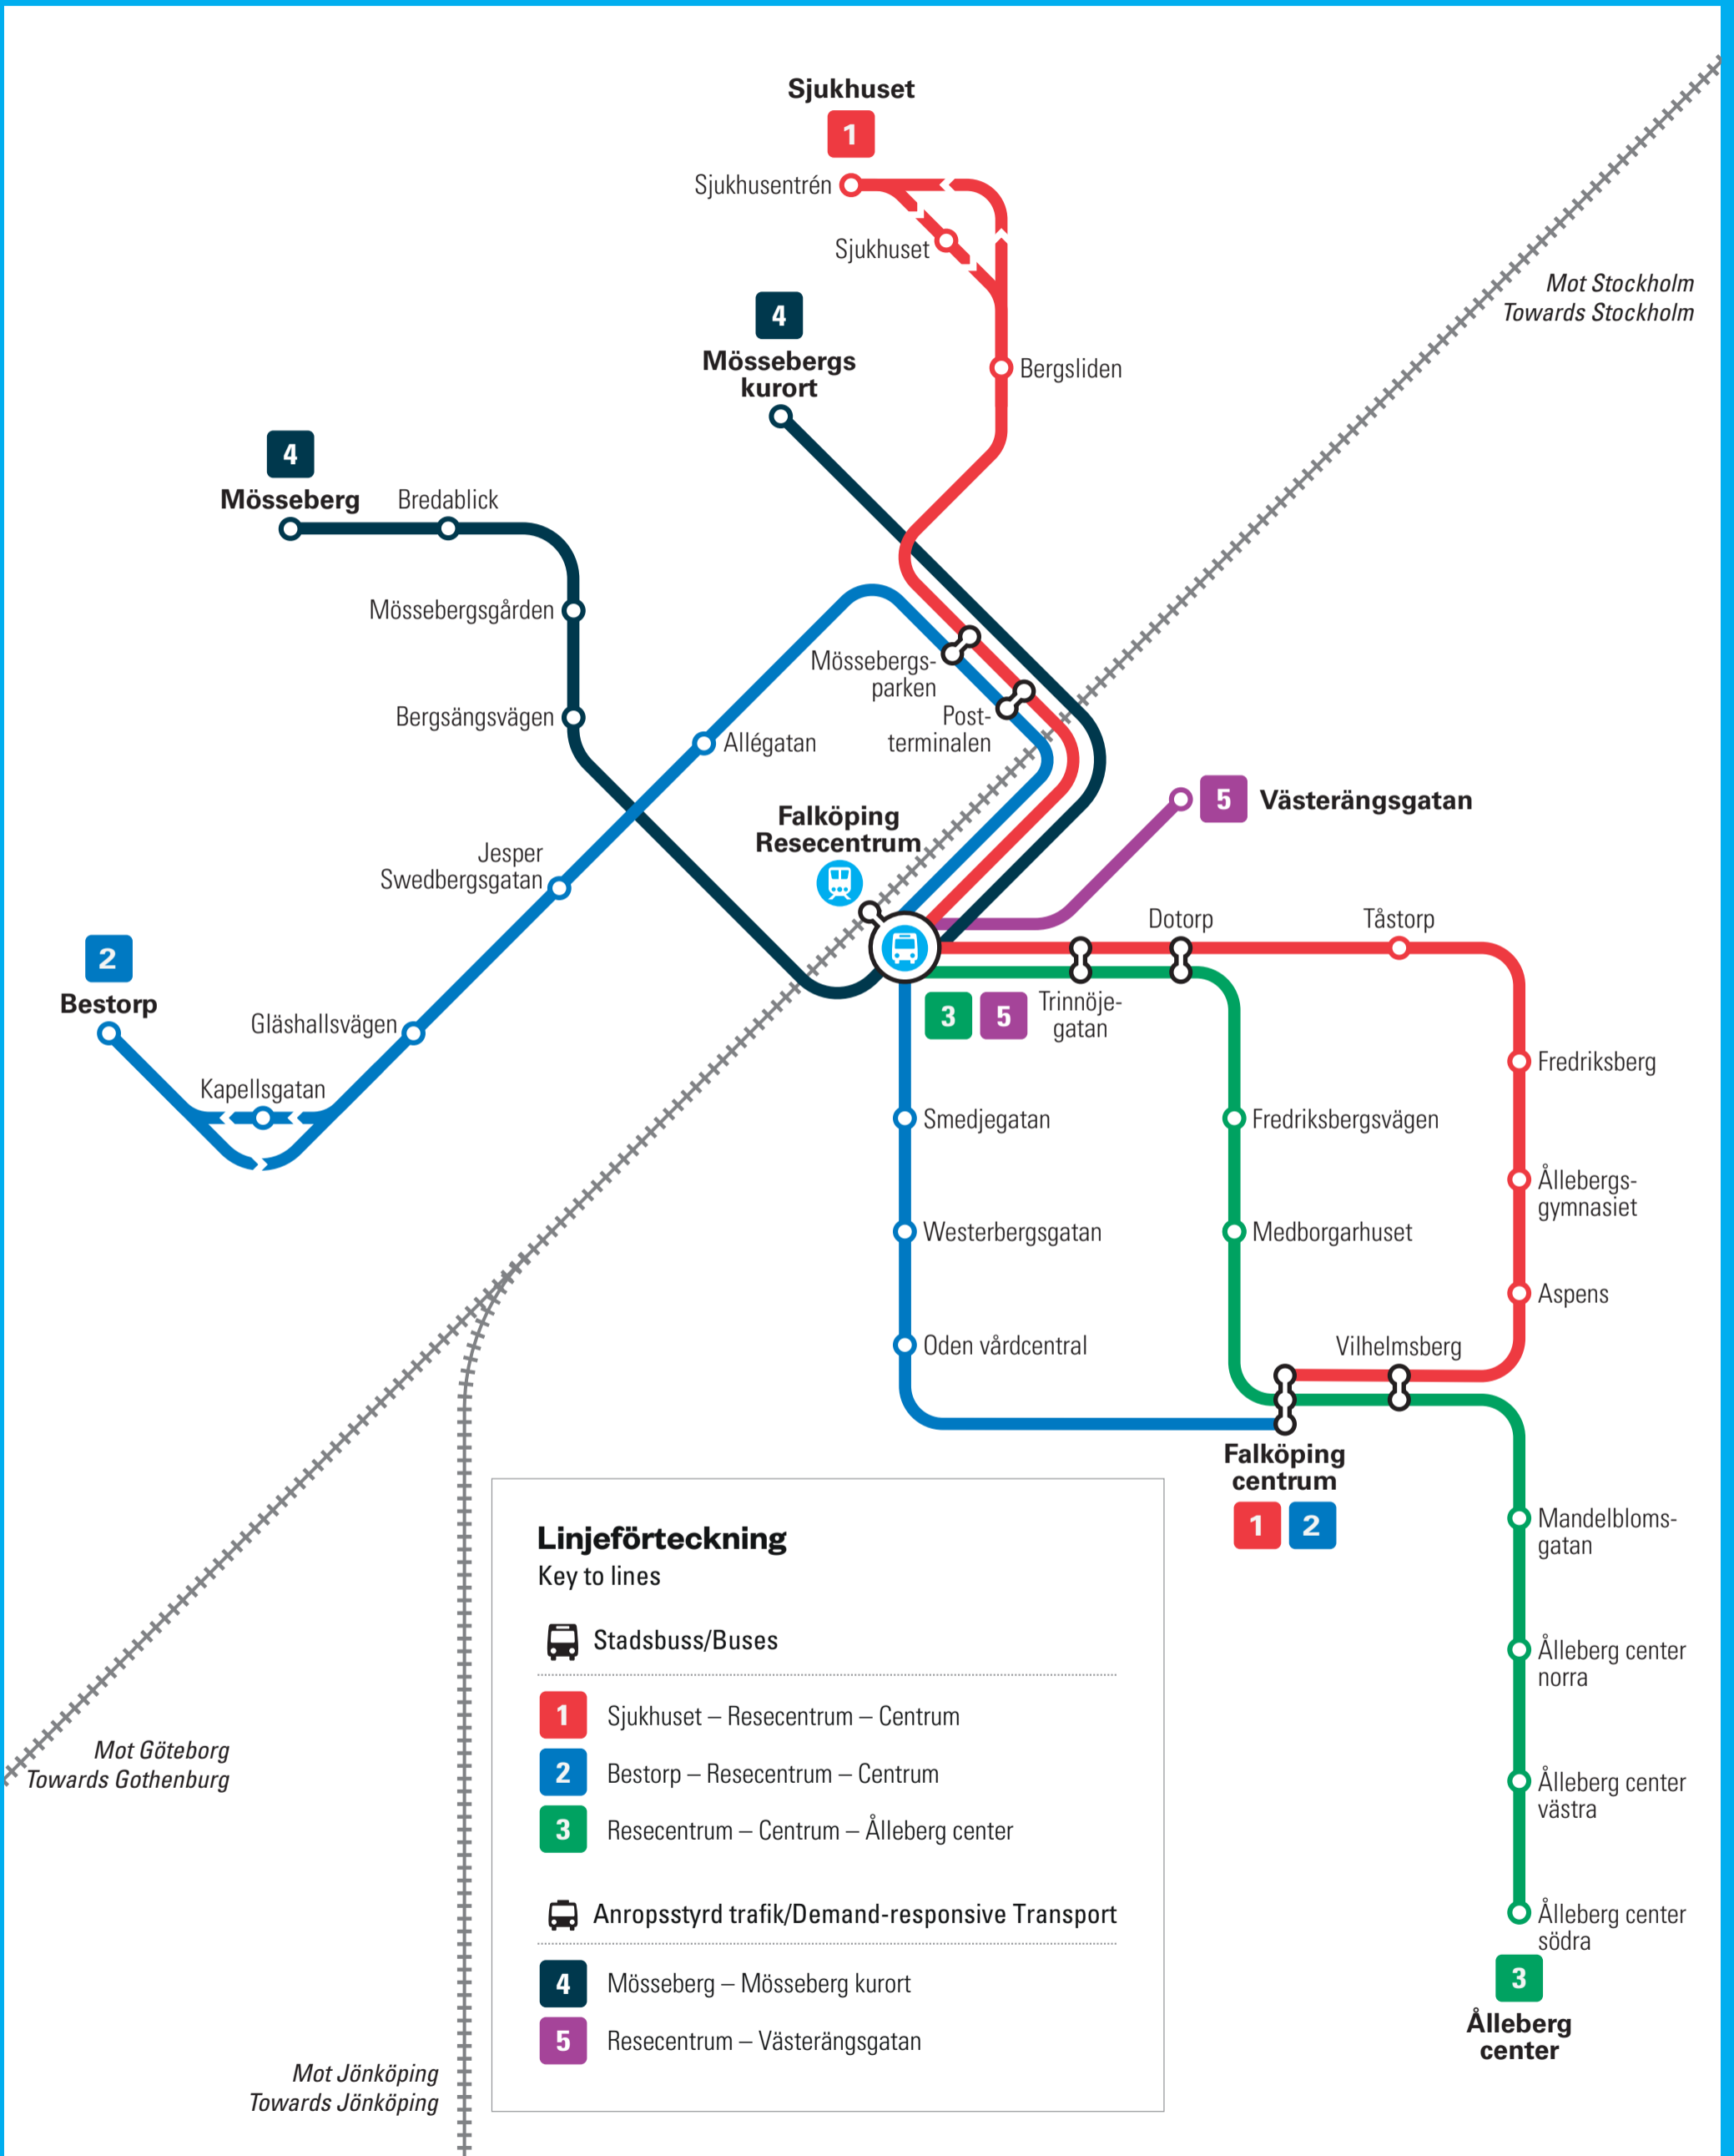 Sjukhuset
1
Sjukhusentrén
Sjukhuset
Mot Stockholm
Towards Stockholm
4
Mössebergs
kurort
Bergsliden
4
Mösseberg
Bredablick
Mössebergsgården
Mössebergs-
parken
Bergsängsvägen
Allégatan
Post-
terminalen
5
Västerängsgatan
Falköping
Resecentrum
Jesper
Swedbergsgatan
Dotorp
Tåstorp
2
Bestorp
3
5
Trinnöje-
gatan
Gläshallsvägen
Kapellsgatan
Fredriksberg
Smedjegatan
Fredriksbergsvägen
Ållebergs-
gymnasiet
Westerbergsgatan
Medborgarhuset
Aspens
Oden vårdcentral
Vilhelmsberg
Falköping
centrum
1
2
Mandelbloms-
gatan
Ålleberg center
norra
Ålleberg center
västra
Ålleberg center
södra
3
Ålleberg
center
Mot Göteborg
Towards Gothenburg
Mot Jönköping
Towards Jönköping
Linjeförteckning
Key to lines
Stadsbuss/Buses
1 Sjukhuset – Resecentrum – Centrum
2 Bestorp – Resecentrum – Centrum
3 Resecentrum – Centrum – Ålleberg center
Anropsstyrd trafik/Demand-responsive Transport
4 Mösseberg – Mösseberg kurort
5 Resecentrum – Västerängsgatan